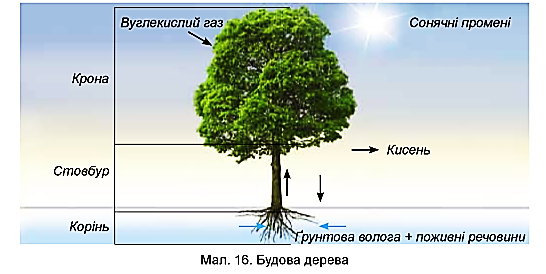 Вуглекислий газ
Сонячні промені
Крона
Кисень
Стовбур
Корінь
Ґрунтова волога + поживні речовини
Мал. 16. Будова дерева